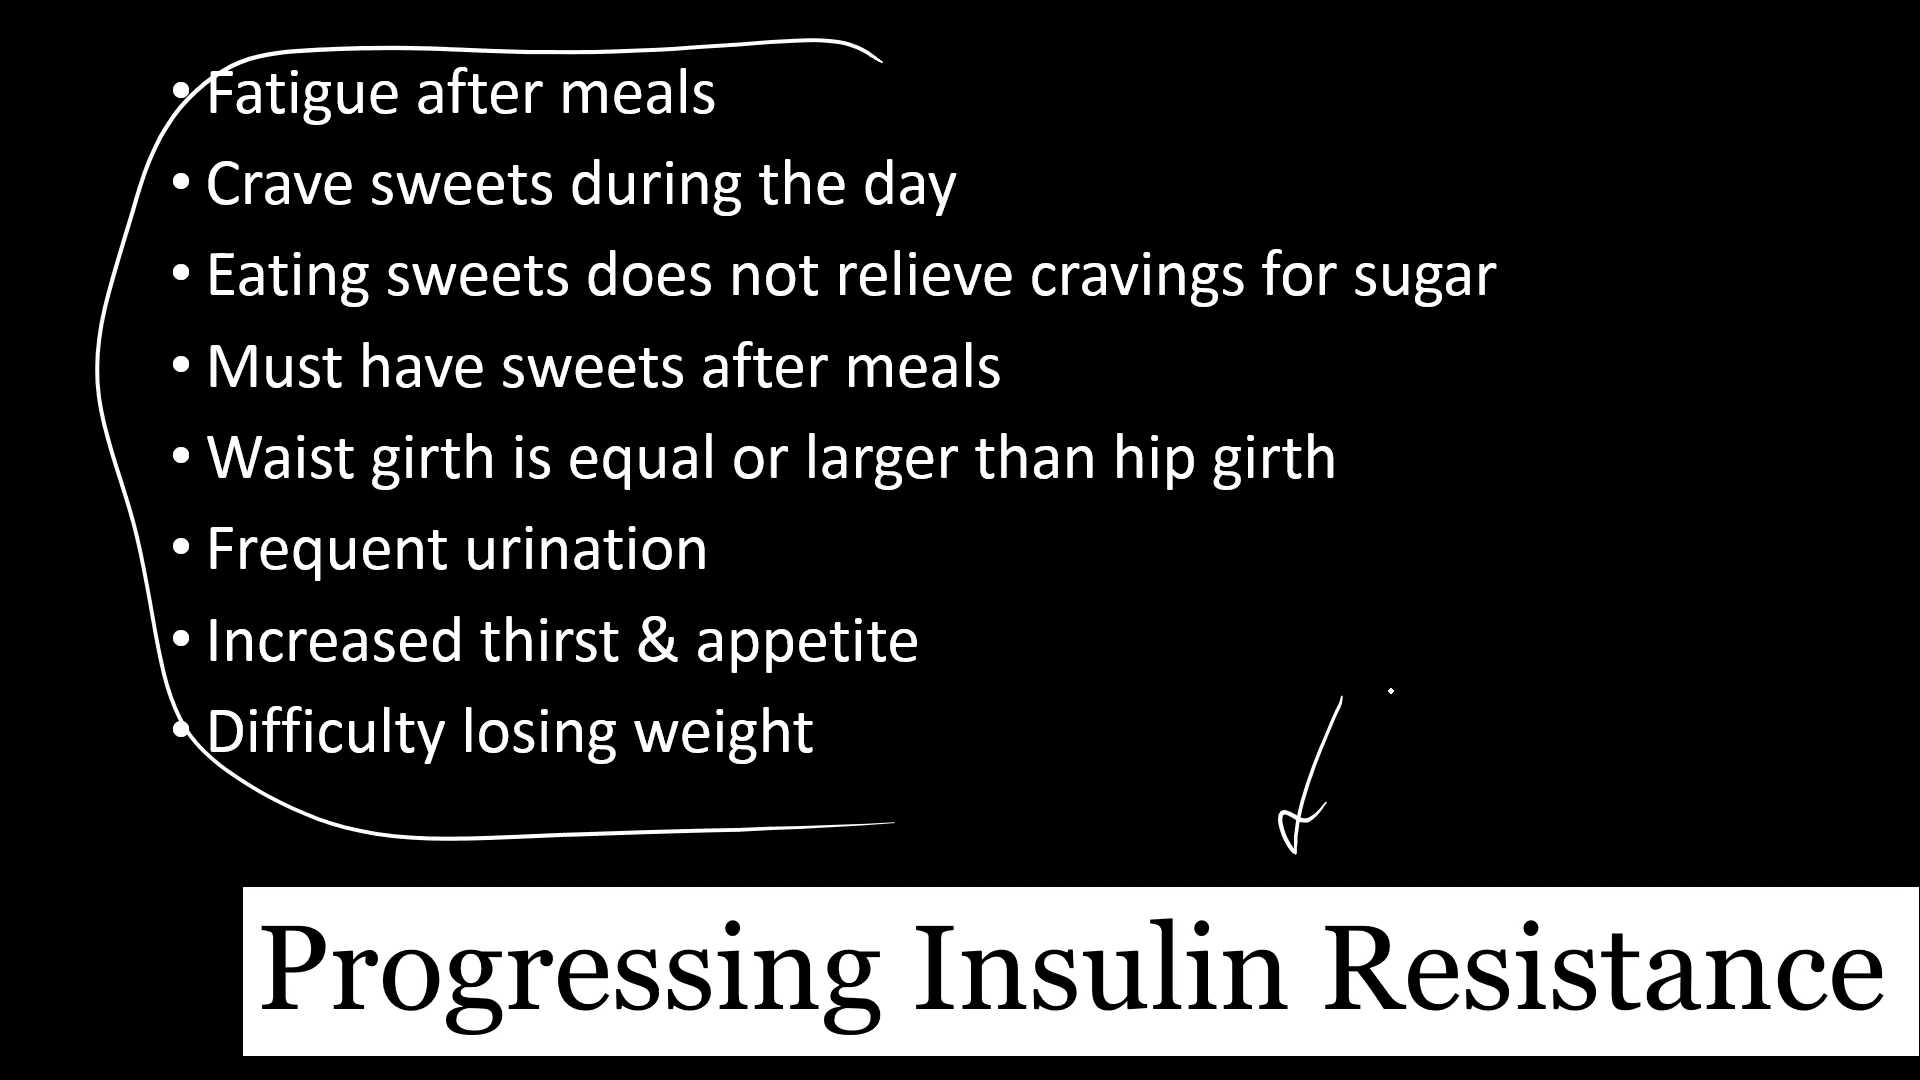 • Fatigue after meals
• Crave sweets during the day
• Eating sweets does not relieve cravings for sugar
• Must have sweets after meals
• Waist girth is equal or larger than hip girth
• Frequent urination
• Increased thirst & appetite
• Difficulty losing weight
Progressing Insulin Resistance